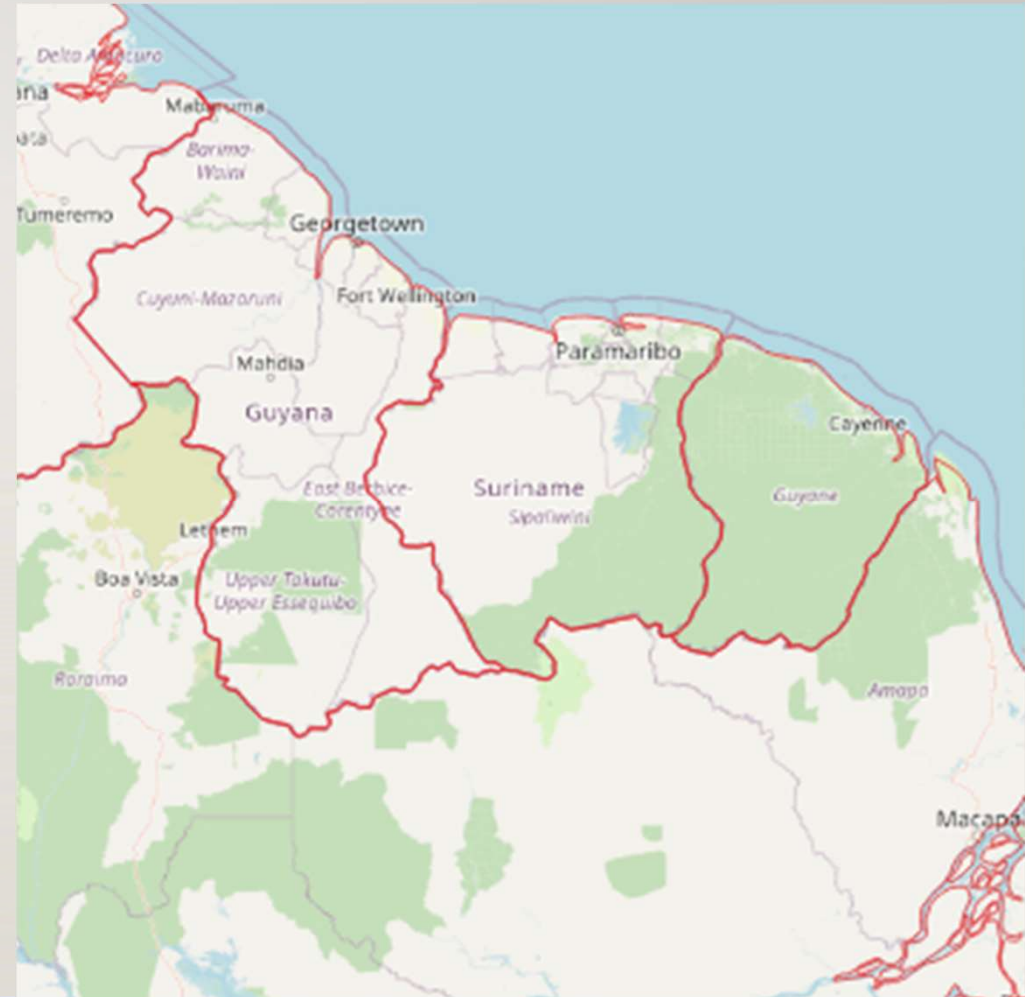 Delta Amacuro
ana
Mabaruma
Barima-
Waini
Tumeremo
Georgetown
Cuyuni-Mazaruni
Fort Wellington
Mahdia
Paramaribo
Guyana
Cayenne
East Berbice-
Corentyne
Suriname
Sipaliwini
Guyane
Lethem
Boa Vista
Upper Takutu-
Upper Essequibo
Roraima
Amapá
Macapá